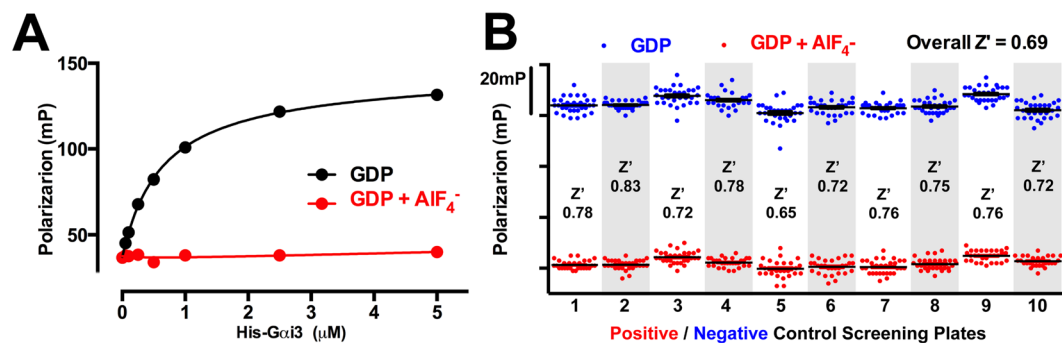 A
Polarizarion (mP)
150
100
50
GDP
GDP + AlF4-
0
1
2
3
4
5
His-Gαi3 (μM)
B
GDP
GDP + AlF4-
Overall Z' = 0.69
20mP
Polarization (mP)
Z'
0.78
Z'
0.83
Z'
0.72
Z'
0.78
Z'
0.65
Z'
0.72
Z'
0.76
Z'
0.75
Z'
0.76
Z'
0.72
1 2 3 4 5 6 7 8 9 10
Positive / Negative Control Screening Plates